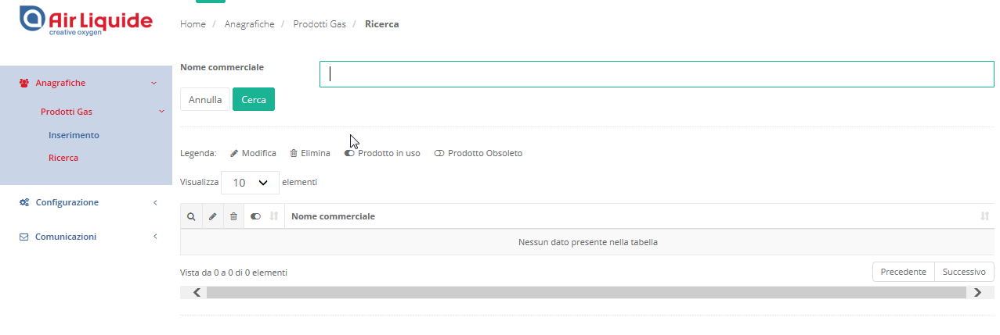 Air Liquide
creative oxygen
Home / Anagrafiche / Prodotti Gas / Ricerca
Anagrafiche
Prodotti Gas
Inserimento
Ricerca
Configurazione
Comunicazioni
Nome commerciale
Annulla Cerca
Legenda: Modifica Elimina Prodotto in uso Prodotto Obsoleto
Visualizza 10 elementi
Nome commerciale
Nessun dato presente nella tabella
Vista da 0 a 0 di 0 elementi
Precedente Successivo